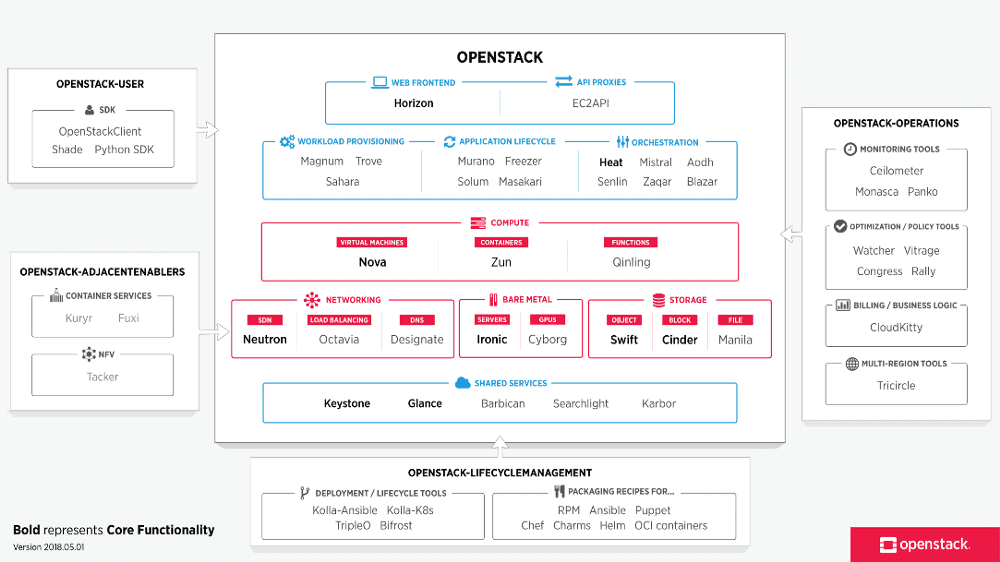 OPENSTACK
WEB FRONTEND
Horizon
API PROXIES
EC2API
WORKLOAD PROVISIONING
Magnum Trove
Sahara
APPLICATION LIFECYCLE
Murano Freezer
Solum Masakari
ORCHESTRATION
Heat Mistral Aodh
Senlin Zaqar Blazar
COMPUTE
VIRTUAL MACHINES
Nova
CONTAINERS
Zun
FUNCTIONS
Qinling
NETWORKING
SDN
Neutron
LOAD BALANCING
Octavia
DNS
Designate
BARE METAL
SERVERS
Ironic
GPUS
Cyborg
STORAGE
OBJECT
Swift
BLOCK
Cinder
FILE
Manila
SHARED SERVICES
Keystone Glance Barbican Searchlight Karbor
OPENSTACK-USER
SDK
OpenStackClient
Shade Python SDK
OPENSTACK-ADJACENTENABLERS
CONTAINER SERVICES
Kuryr Fuxi
NFV
Tacker
OPENSTACK-OPERATIONS
MONITORING TOOLS
Ceilometer
Monasca Panko
OPTIMIZATION / POLICY TOOLS
Watcher Vitrage
Congress Rally
BILLING / BUSINESS LOGIC
CloudKitty
MULTI-REGION TOOLS
Tricircle
OPENSTACK-LIFECYCLEMANAGEMENT
DEPLOYMENT / LIFECYCLE TOOLS
Kolla-Ansible Kolla-K8s
TripleO Bifrost
PACKAGING RECIPES FOR...
RPM Ansible Puppet
Chef Charms Helm OCI containers
Bold represents Core Functionality
Version 2018.05.01
openstack.